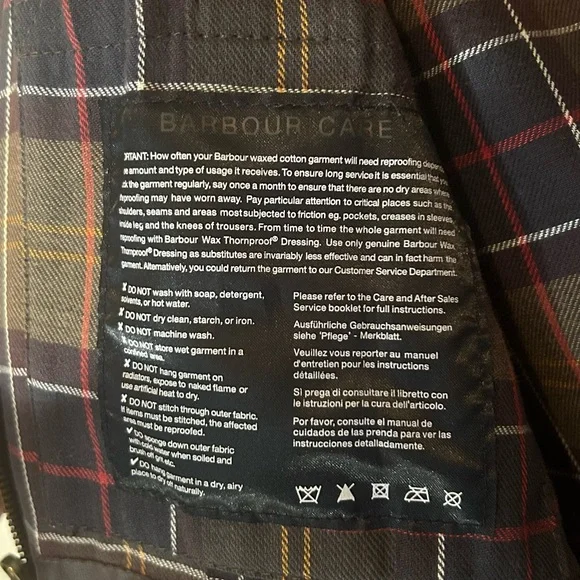 BARBOUR CARE
How often your Barbour waxed cotton garment will need reproofing
amount and type of usage it receives. To ensure long service it is essential that
the garment regularly, say once a month to ensure that there are no dry areas
may have worn away. Pay particular attention to critical places such as
seams and areas most subjected to friction eg. pockets, creases in sleeves,
leg and the knees of trousers. From time to time the whole garment will need
reproofing with Barbour Wax Thornproof® Dressing. Use only genuine Barbour Wax
Thornproof® Dressing as substitutes are invariably less effective and can in fact harm the
garment. Alternatively, you could return the garment to our Customer Service Department.
✗ DO NOT wash with soap, detergent,
solvents, or hot water.
✗ DO NOT dry clean, starch, or iron.
✗ DO NOT machine wash.
✗ DO NOT store wet garment in a
confined area.
✗ DO NOT hang garment on
radiators, expose to naked flame or
use artificial heat to dry.
✗ DO NOT stitch through outer fabric.
If items must be stitched, the affected
area must be reproofed.
✓ DO sponge down outer fabric
with cold water when soiled and
brush off grit etc.
✓ DO hang garment in a dry, airy
place to dry off naturally.
Please refer to the Care and After Sales
Service booklet for full instructions.
Ausführliche Gebrauchsanweisungen
siehe 'Pflege' - Merkblatt.
Veuillez vous reporter au manuel
d'entretien pour les instructions
détaillées.
Si prega di consultare il libretto con
le istruzioni per la cura dell'articolo.
Por favor, consulte el manual de
cuidados de las prenda para ver las
instrucciones detalladamente.